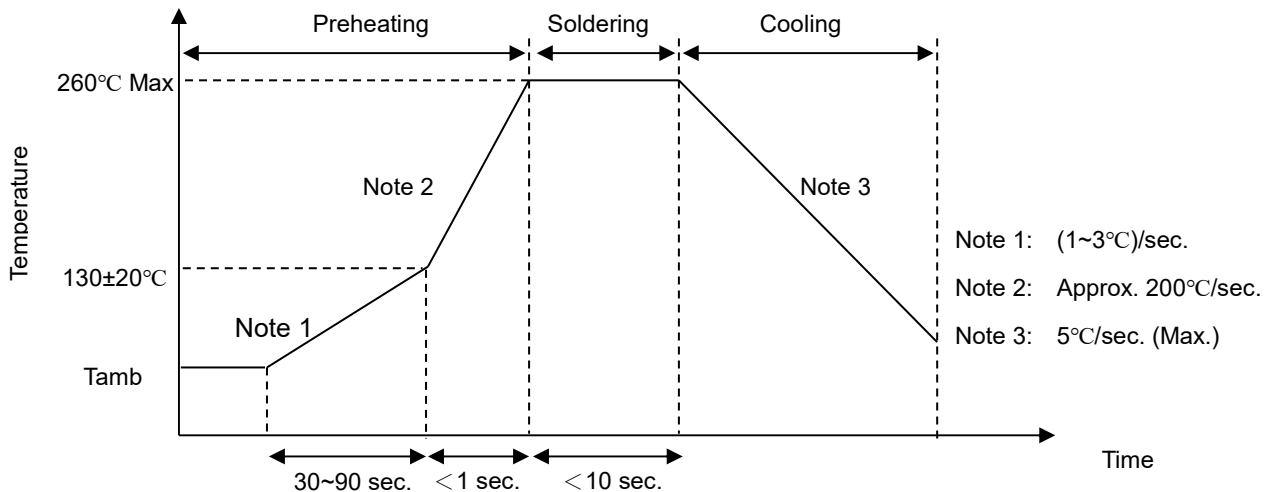 Preheating
Soldering
Cooling
260℃ Max
Temperature
Note 2
Note 3
130±20℃
Note 1
Tamb
Note 1: (1~3℃)/sec.
Note 2: Approx. 200℃/sec.
Note 3: 5℃/sec. (Max.)
30~90 sec.
＜1 sec.
＜10 sec.
Time